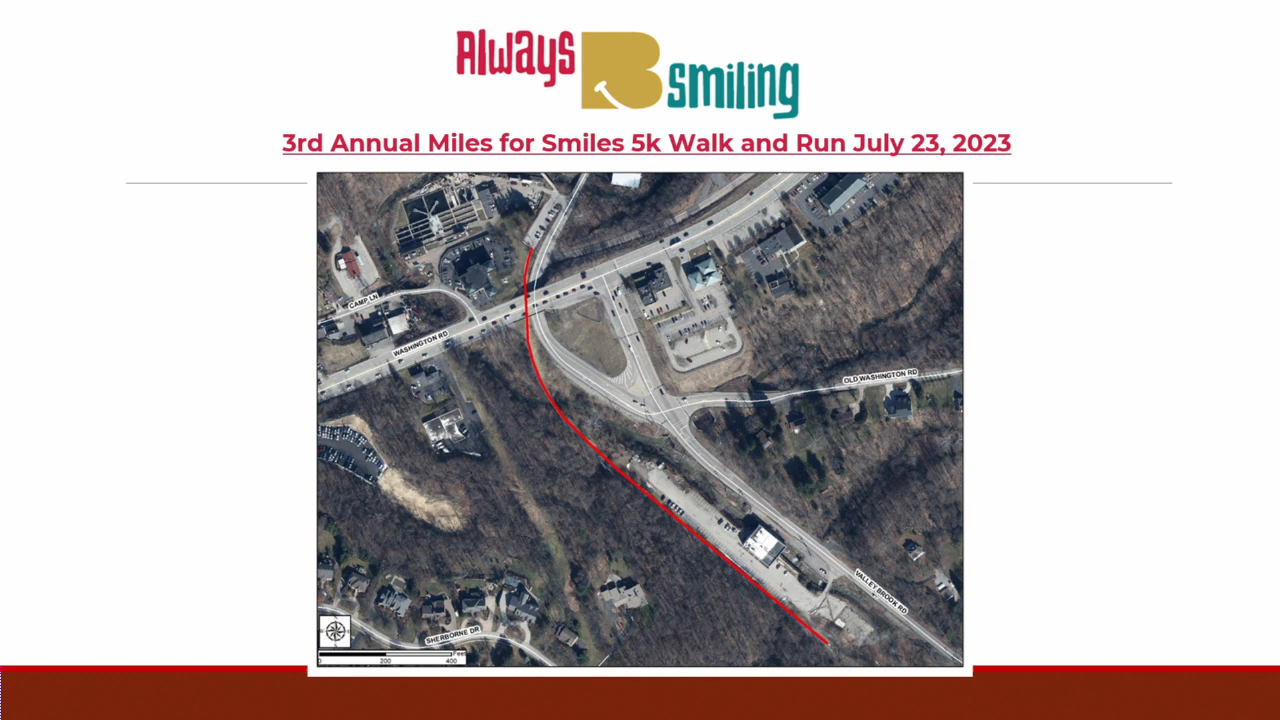 Always B smiling
3rd Annual Miles for Smiles 5k Walk and Run July 23, 2023
CAMP LN
WASHINGTON RD
OLD WASHINGTON RD
VALLEY BROOK RD
SHERBORNE DR
Feet
0 200 400